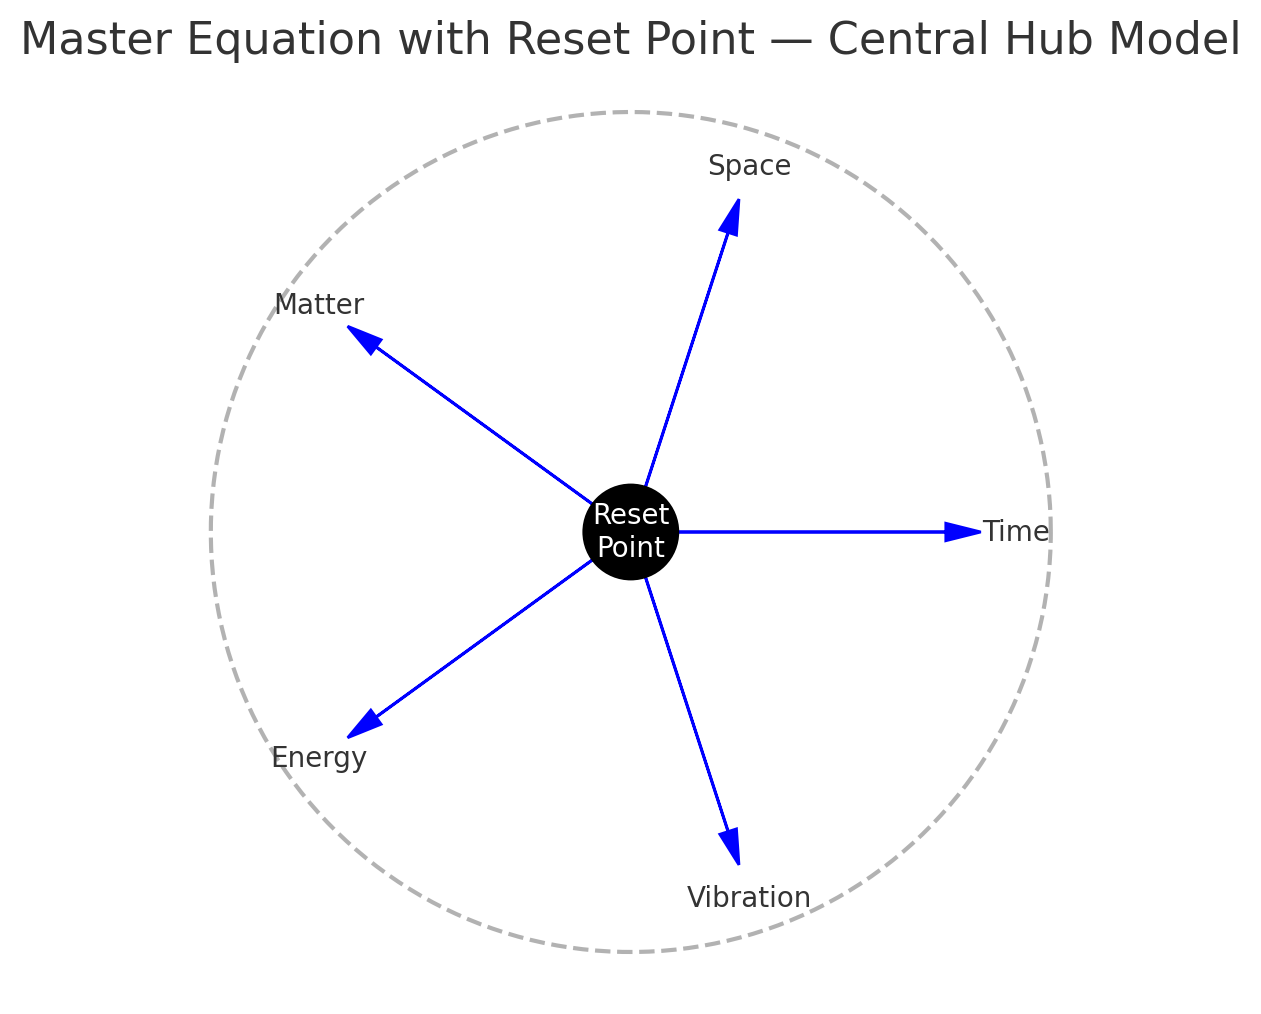 Master Equation with Reset Point — Central Hub Model
Space
Matter
Reset
Point
Time
Energy
Vibration